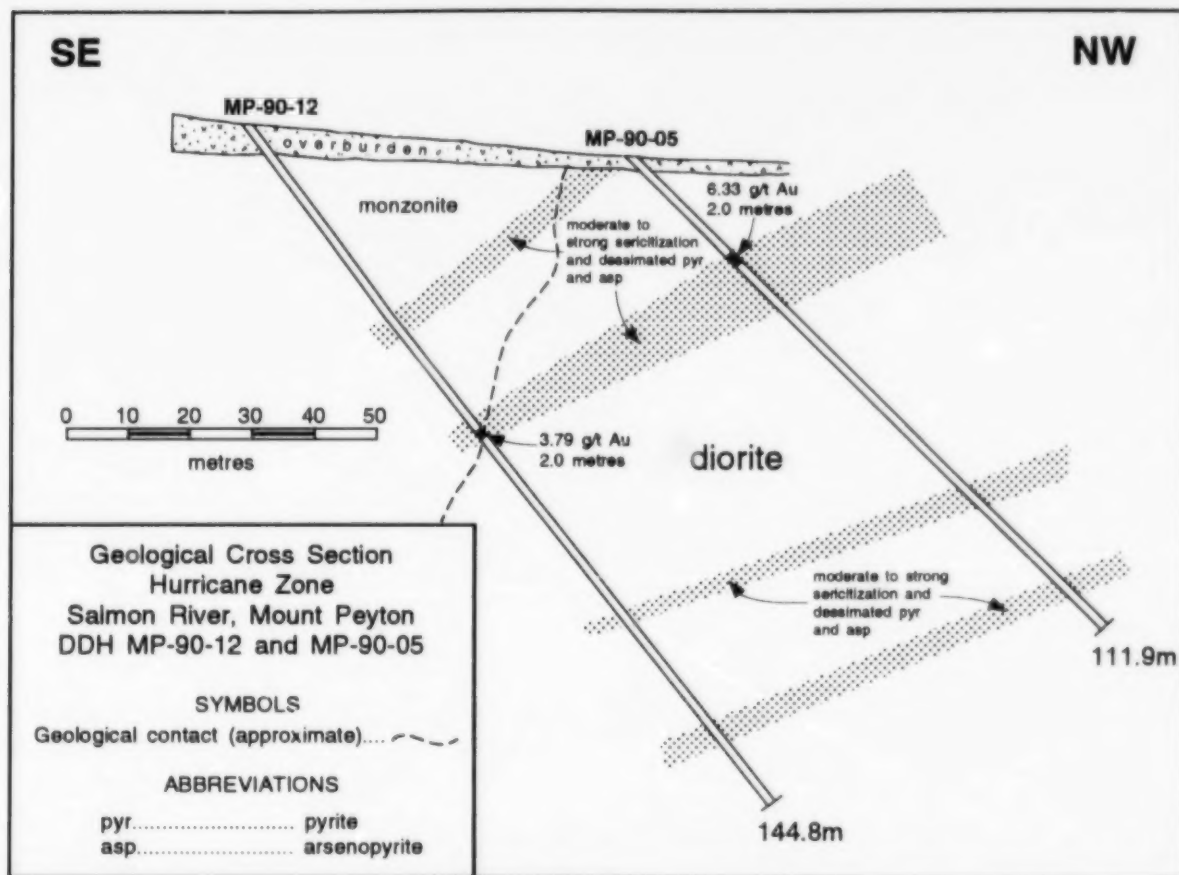 SE
NW
MP-90-12
MP-90-05
overburden
6.33 g/t Au
2.0 metres
monzonite
moderate to
strong sericitization
and dessimated pyr
and asp
0 10 20 30 40 50
metres
3.79 g/t Au
2.0 metres
diorite
moderate to strong
sericitization and
dessimated pyr
and asp
111.9m
144.8m
Geological Cross Section
Hurricane Zone
Salmon River, Mount Peyton
DDH MP-90-12 and MP-90-05
SYMBOLS
Geological contact (approximate)....
ABBREVIATIONS
pyr........................ pyrite
asp........................ arsenopyrite